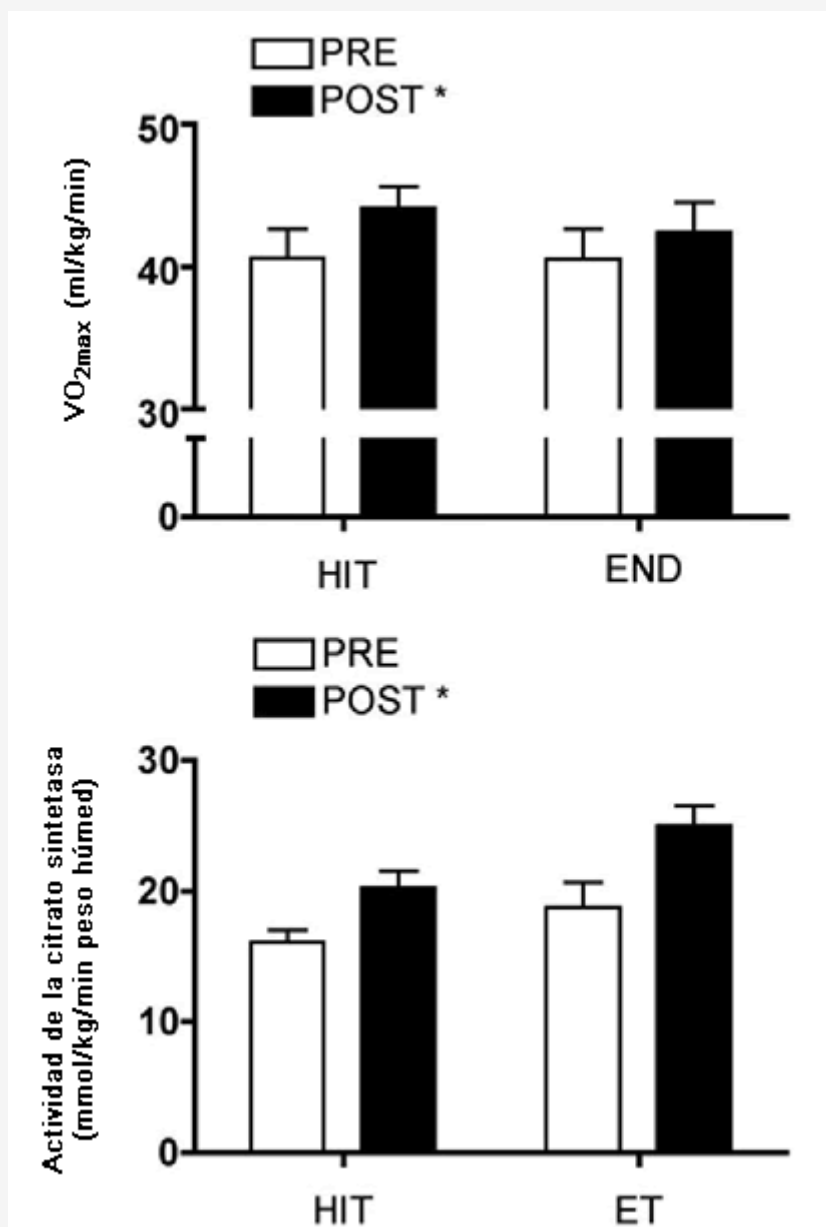 PRE
POST *
VO2max (ml/kg/min)
50
40
30
0
HIT END
PRE
POST *
Actividad de la citrato sintetasa
(mmol/kg/min peso húmed)
30
20
10
0
HIT ET